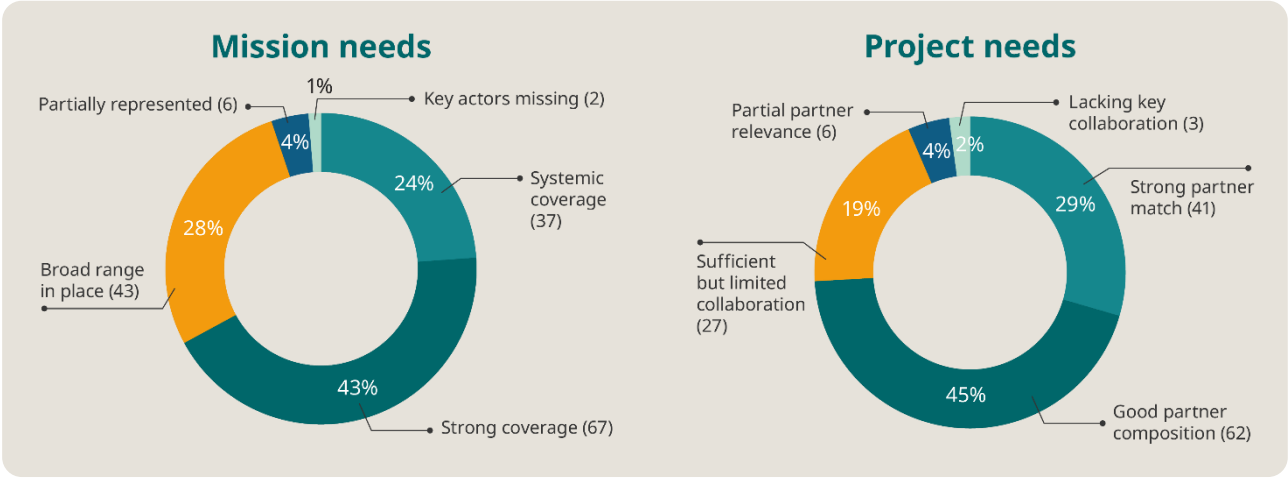 Mission needs
1%
Partially represented (6)
Key actors missing (2)
4%
24%
Systemic
coverage
(37)
28%
Broad range
in place (43)
43%
Strong coverage (67)
Project needs
Partial partner
relevance (6)
Lacking key
collaboration (3)
4%
2%
Strong partner
match (41)
29%
19%
Sufficient
but limited
collaboration
(27)
45%
Good partner
composition (62)